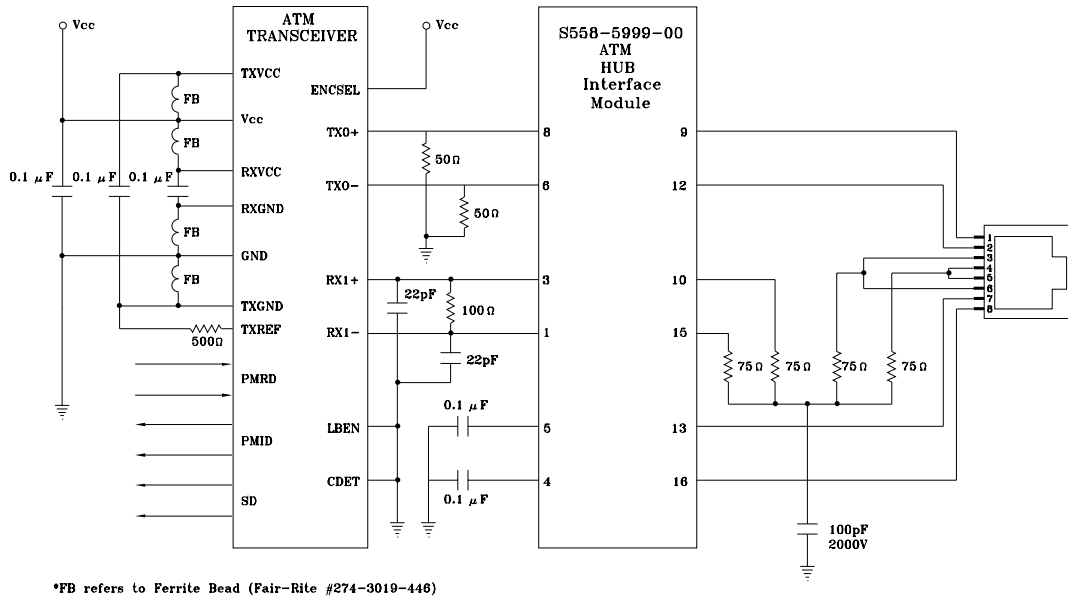 Vcc
ATM
TRANSCEIVER
Vcc
S558-5999-00
ATM
HUB
Interface
Module
TXVCC
FB
ENCSEL
Vcc
TX0+
8
9
FB
50Ω
RXVCC
TX0-
6
12
0.1 μF
0.1 μF
0.1 μF
RXGND
50Ω
FB
GND
1
2
3
4
5
6
7
8
FB
RX1+
3
10
22pF
100Ω
TXGND
TXREF
500Ω
RX1-
1
15
22pF
75Ω
75Ω
75Ω
75Ω
PMRD
0.1 μF
LBEN
5
13
PMID
CDET
4
16
0.1 μF
SD
100pF
2000V
*FB refers to Ferrite Bead (Fair-Rite #274-3019-446)